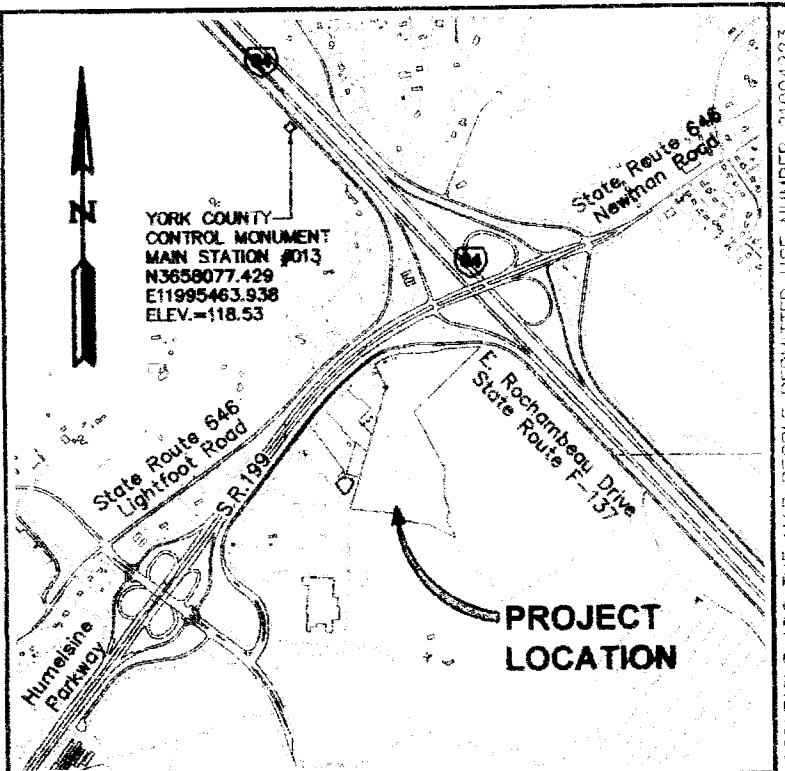 64
N
YORK COUNTY
CONTROL MONUMENT
MAIN STATION #013
N3658077.429
E11995463.938
ELEV.=118.53
State Route 646
Newman Road
64
E. Rochambeau Drive
State Route F-137
State Route 646
Lightfoot Road
S.R. 199
Humelsine
Parkway
PROJECT
LOCATION